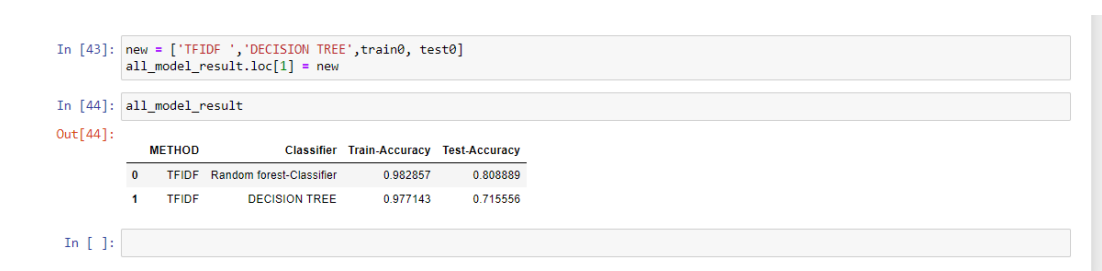 In [43]: new = ['TFIDF ','DECISION TREE',train0, test0]
all_model_result.loc[1] = new
In [44]: all_model_result
Out[44]:
METHOD Classifier Train-Accuracy Test-Accuracy
0 TFIDF Random forest-Classifier 0.982857 0.808889
1 TFIDF DECISION TREE 0.977143 0.715556
In [ ]: